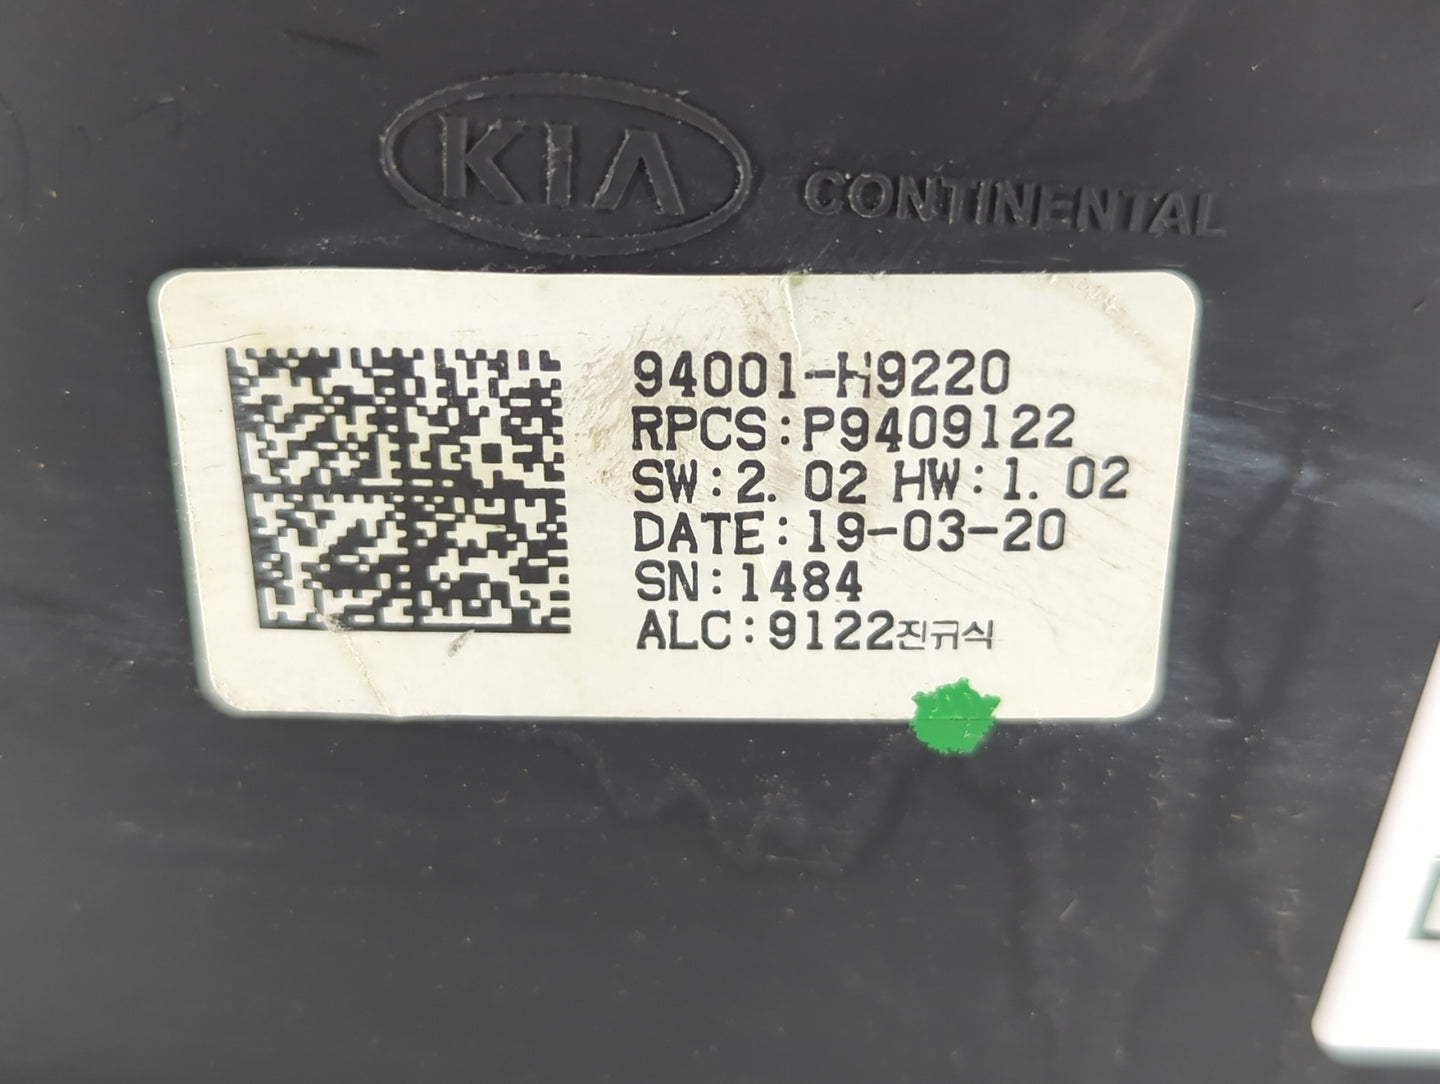 KIA
CONTINENTAL
94001-H9220
RPCS:P9409122
SW:2. 02 HW:1. 02
DATE:19-03-20
SN:1484
ALC:9122진규식